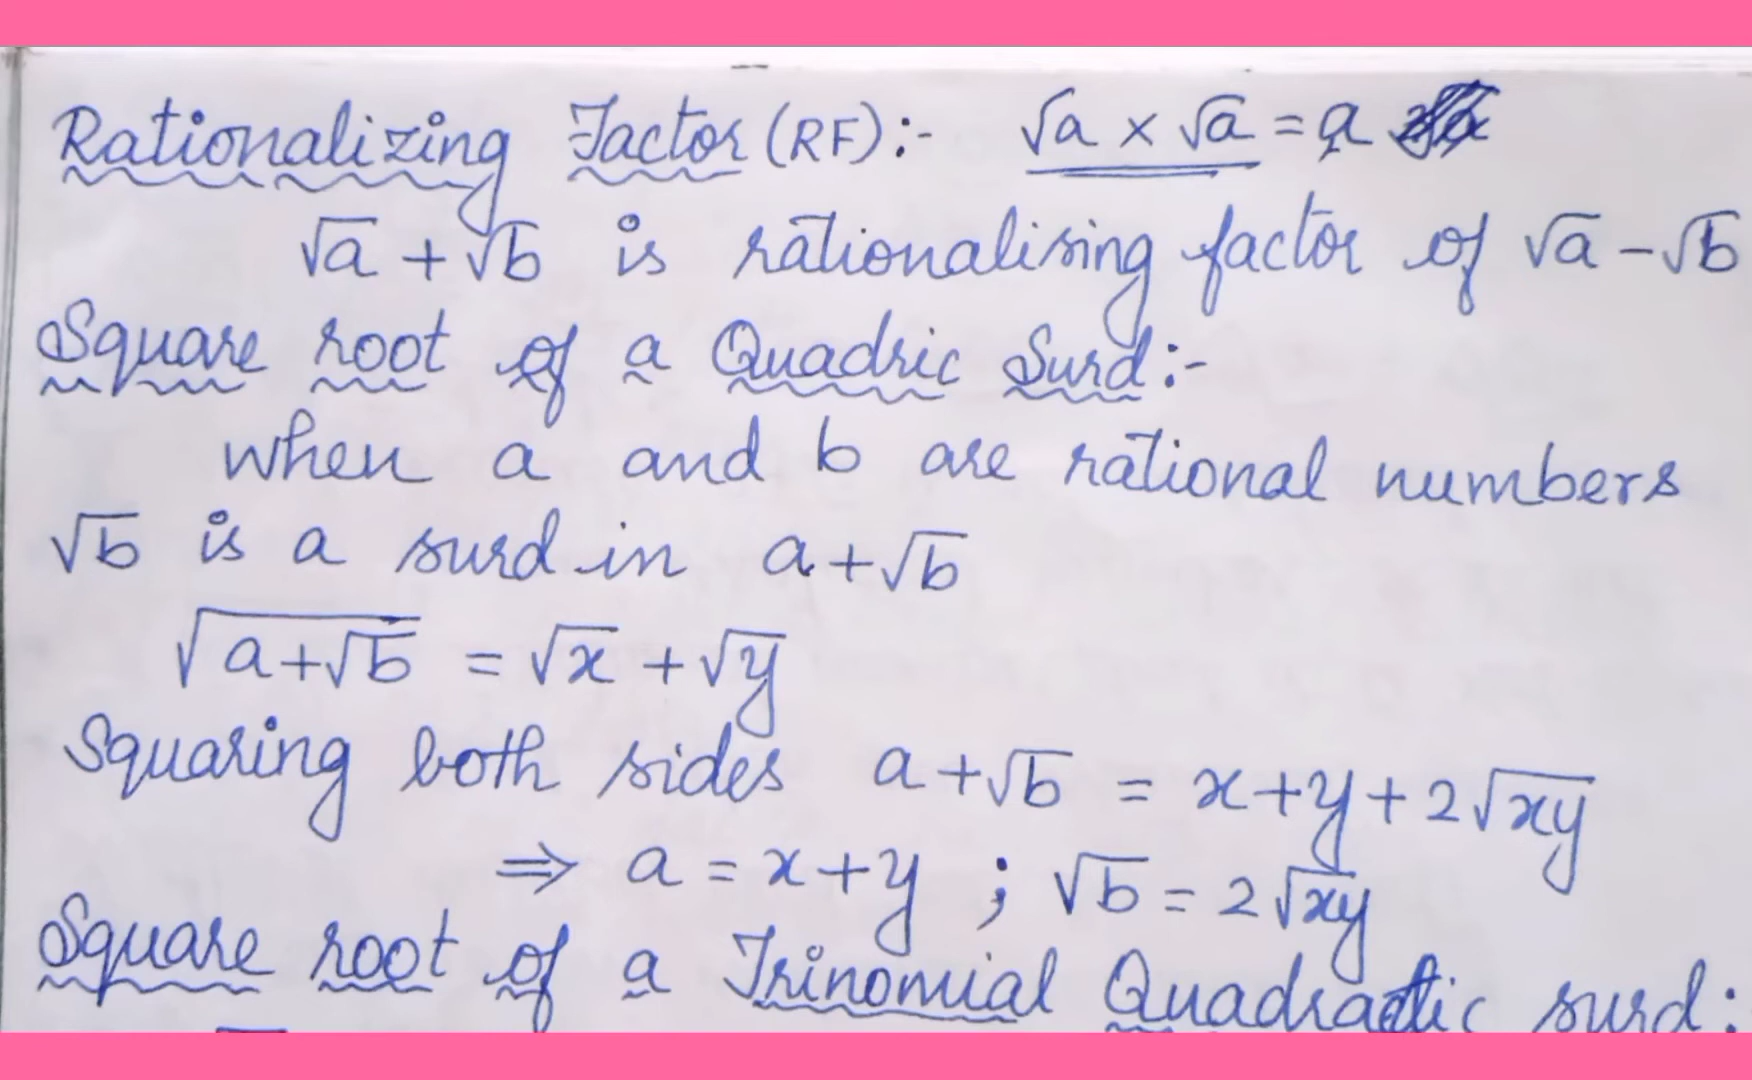 Rationalizing Factor (RF):- √a × √a = a
√a + √b is rationalising factor of √a - √b
Square root of a Quadric Surd:-
when a and b are rational numbers
√b is a surd in a + √b
√(a+√b) = √x + √y
Squaring both sides a + √b = x + y + 2√xy
⇒ a = x + y ; √b = 2√xy
Square root of a Trinomial Quadratic surd: